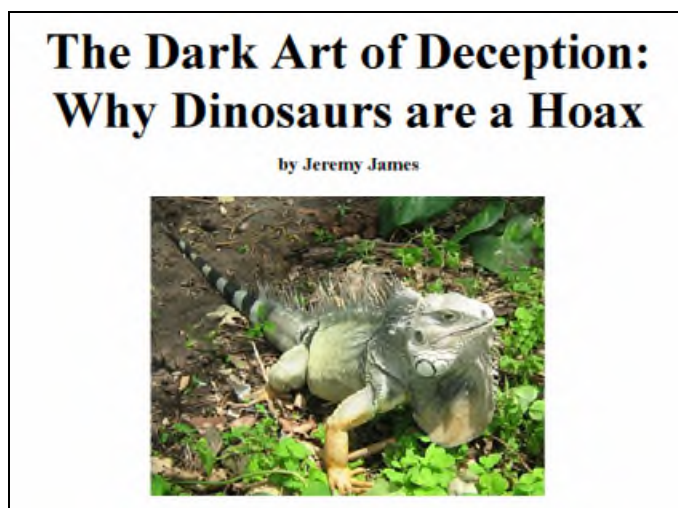 The Dark Art of Deception:
Why Dinosaurs are a Hoax
by Jeremy James